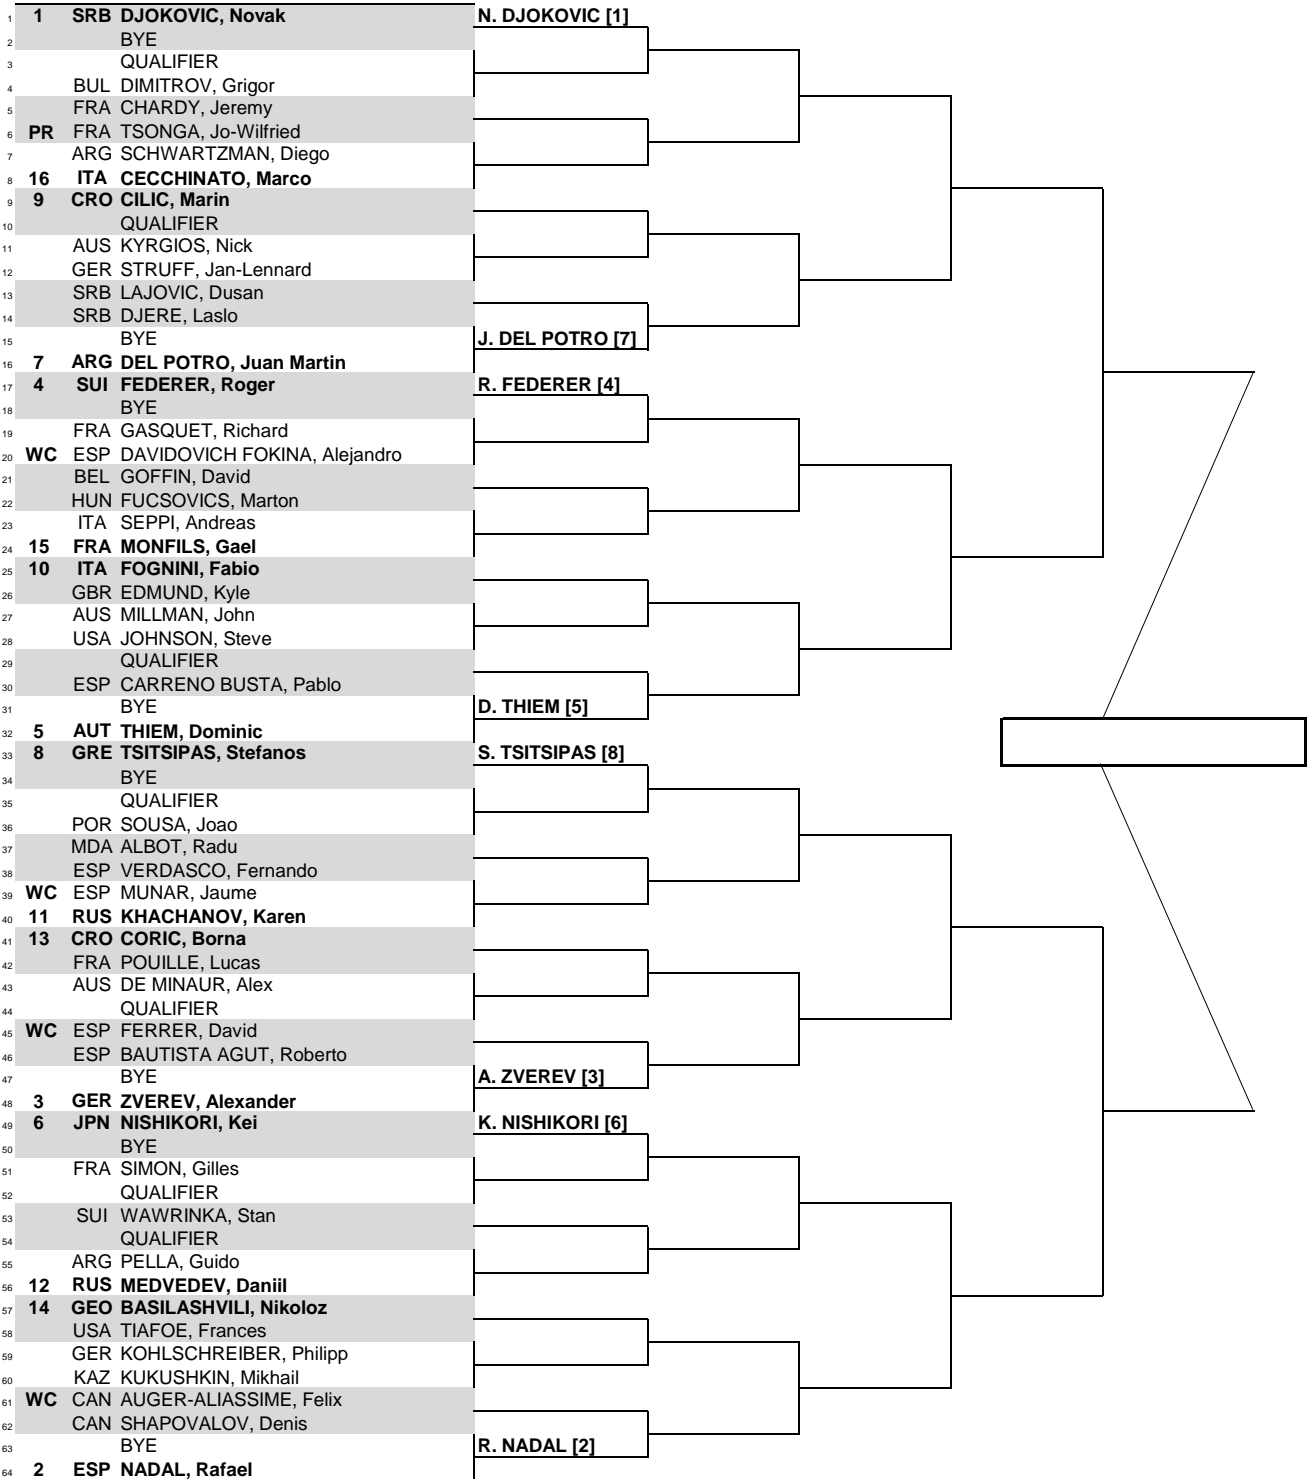 1 1 SRB DJOKOVIC, Novak N. DJOKOVIC [1]
2 BYE
3 QUALIFIER
4 BUL DIMITROV, Grigor
5 FRA CHARDY, Jeremy
6 PR FRA TSONGA, Jo-Wilfried
7 ARG SCHWARTZMAN, Diego
8 16 ITA CECCHINATO, Marco
9 9 CRO CILIC, Marin
10 QUALIFIER
11 AUS KYRGIOS, Nick
12 GER STRUFF, Jan-Lennard
13 SRB LAJOVIC, Dusan
14 SRB DJERE, Laslo
15 BYE J. DEL POTRO [7]
16 7 ARG DEL POTRO, Juan Martin
17 4 SUI FEDERER, Roger R. FEDERER [4]
18 BYE
19 FRA GASQUET, Richard
20 WC ESP DAVIDOVICH FOKINA, Alejandro
21 BEL GOFFIN, David
22 HUN FUCSOVICS, Marton
23 ITA SEPPI, Andreas
24 15 FRA MONFILS, Gael
25 10 ITA FOGNINI, Fabio
26 GBR EDMUND, Kyle
27 AUS MILLMAN, John
28 USA JOHNSON, Steve
29 QUALIFIER
30 ESP CARRENO BUSTA, Pablo
31 BYE D. THIEM [5]
32 5 AUT THIEM, Dominic
33 8 GRE TSITSIPAS, Stefanos S. TSITSIPAS [8]
34 BYE
35 QUALIFIER
36 POR SOUSA, Joao
37 MDA ALBOT, Radu
38 ESP VERDASCO, Fernando
39 WC ESP MUNAR, Jaume
40 11 RUS KHACHANOV, Karen
41 13 CRO CORIC, Borna
42 FRA POUILLE, Lucas
43 AUS DE MINAUR, Alex
44 QUALIFIER
45 WC ESP FERRER, David
46 ESP BAUTISTA AGUT, Roberto
47 BYE A. ZVEREV [3]
48 3 GER ZVEREV, Alexander
49 6 JPN NISHIKORI, Kei K. NISHIKORI [6]
50 BYE
51 FRA SIMON, Gilles
52 QUALIFIER
53 SUI WAWRINKA, Stan
54 QUALIFIER
55 ARG PELLA, Guido
56 12 RUS MEDVEDEV, Daniil
57 14 GEO BASILASHVILI, Nikoloz
58 USA TIAFOE, Frances
59 GER KOHLSCHREIBER, Philipp
60 KAZ KUKUSHKIN, Mikhail
61 WC CAN AUGER-ALIASSIME, Felix
62 CAN SHAPOVALOV, Denis
63 BYE R. NADAL [2]
64 2 ESP NADAL, Rafael